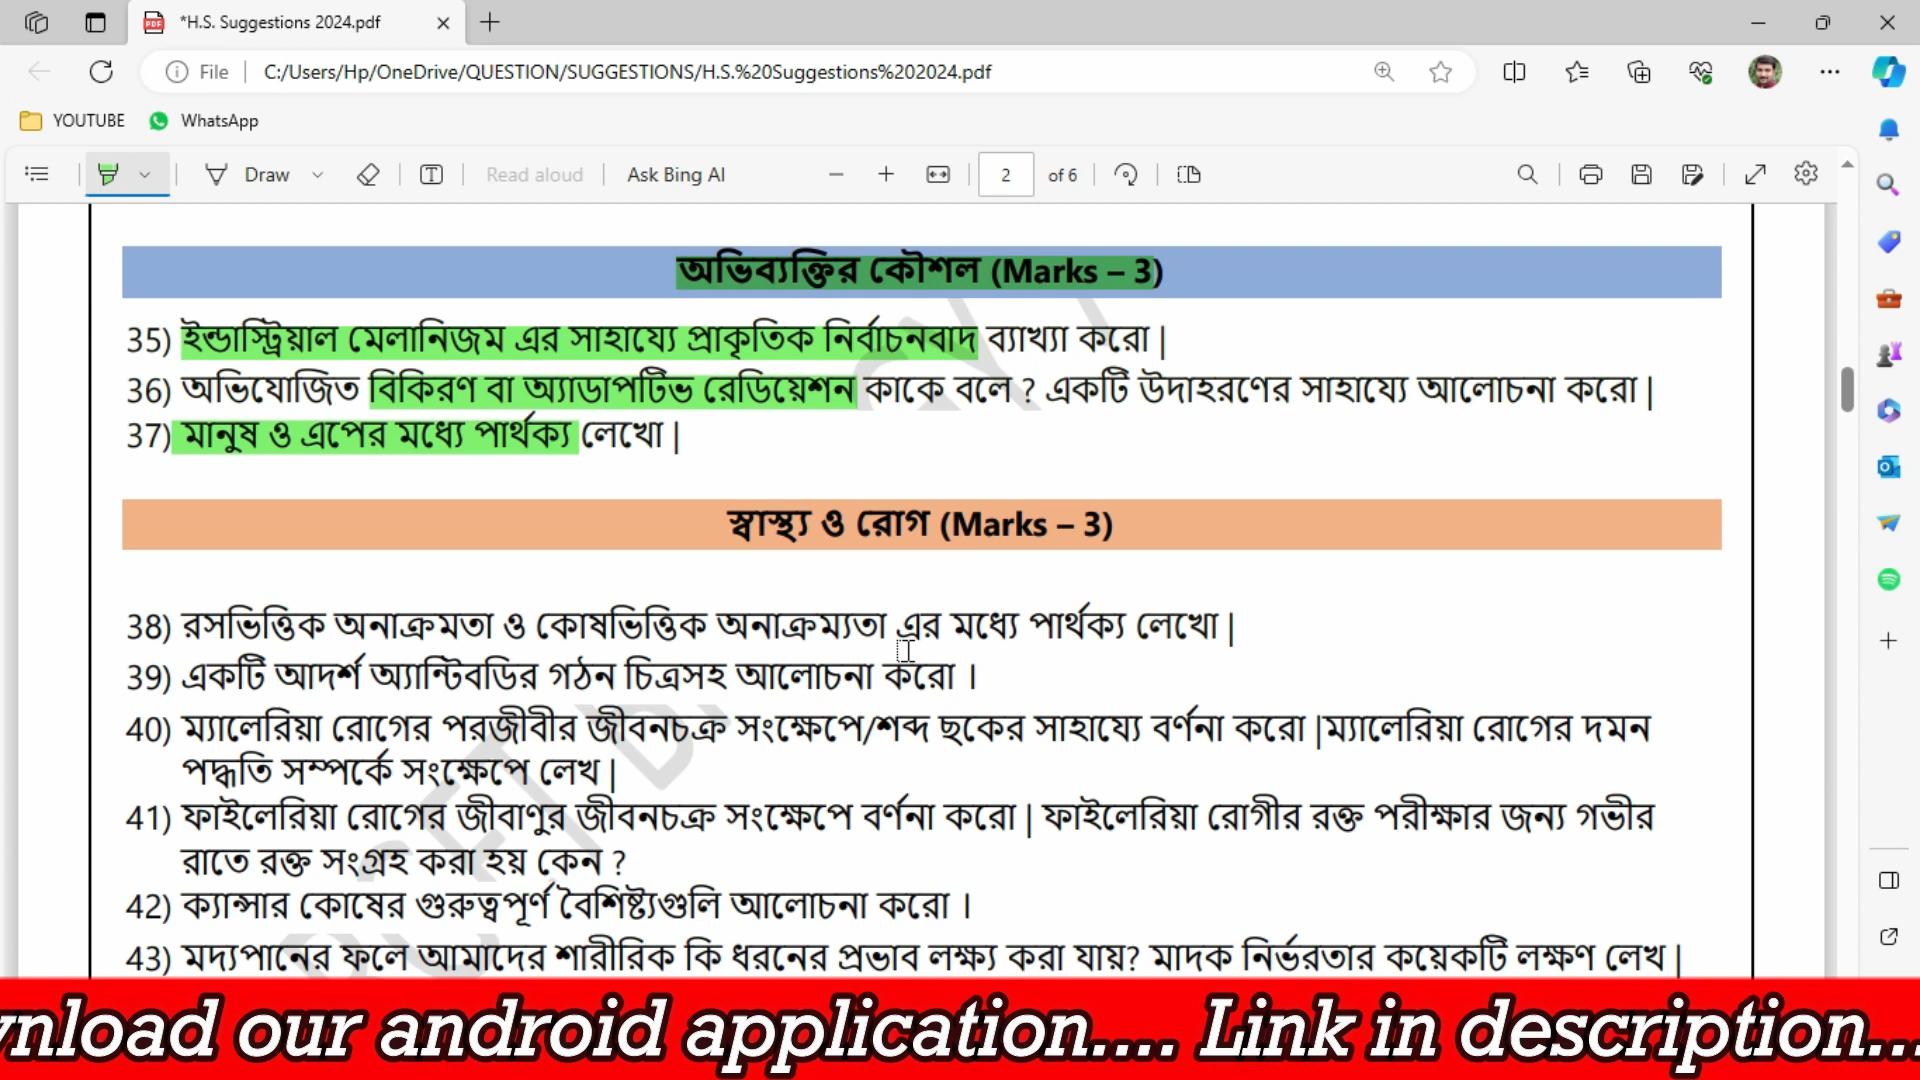 *H.S. Suggestions 2024.pdf
File
C:/Users/Hp/OneDrive/QUESTION/SUGGESTIONS/H.S.%20Suggestions%202024.pdf
YOUTUBE
WhatsApp
Draw
Read aloud
Ask Bing AI
2
of 6
অভিব্যক্তির কৌশল (Marks – 3)
35) ইন্ডাস্ট্রিয়াল মেলানিজম এর সাহায্যে প্রাকৃতিক নির্বাচনবাদ ব্যাখ্যা করো|
36) অভিযোজিত বিকিরণ বা অ্যাডাপটিভ রেডিয়েশন কাকে বলে ? একটি উদাহরণের সাহায্যে আলোচনা করো|
37) মানুষ ও এপের মধ্যে পার্থক্য লেখো|
স্বাস্থ্য ও রোগ (Marks – 3)
38) রসভিত্তিক অনাক্রমতা ও কোষভিত্তিক অনাক্রম্যতা এর মধ্যে পার্থক্য লেখো|
39) একটি আদর্শ অ্যান্টিবডির গঠন চিত্রসহ আলোচনা করো ।
40) ম্যালেরিয়া রোগের পরজীবীর জীবনচক্র সংক্ষেপে/শব্দ ছকের সাহায্যে বর্ণনা করো|ম্যালেরিয়া রোগের দমন
পদ্ধতি সম্পর্কে সংক্ষেপে লেখ|
41) ফাইলেরিয়া রোগের জীবাণুর জীবনচক্র সংক্ষেপে বর্ণনা করো| ফাইলেরিয়া রোগীর রক্ত পরীক্ষার জন্য গভীর
রাতে রক্ত সংগ্রহ করা হয় কেন ?
42) ক্যান্সার কোষের গুরুত্বপূর্ণ বৈশিষ্ট্যগুলি আলোচনা করো ।
43) মদ্যপানের ফলে আমাদের শারীরিক কি ধরনের প্রভাব লক্ষ্য করা যায়? মাদক নির্ভরতার কয়েকটি লক্ষণ লেখ|
wnload our android application.... Link in description...